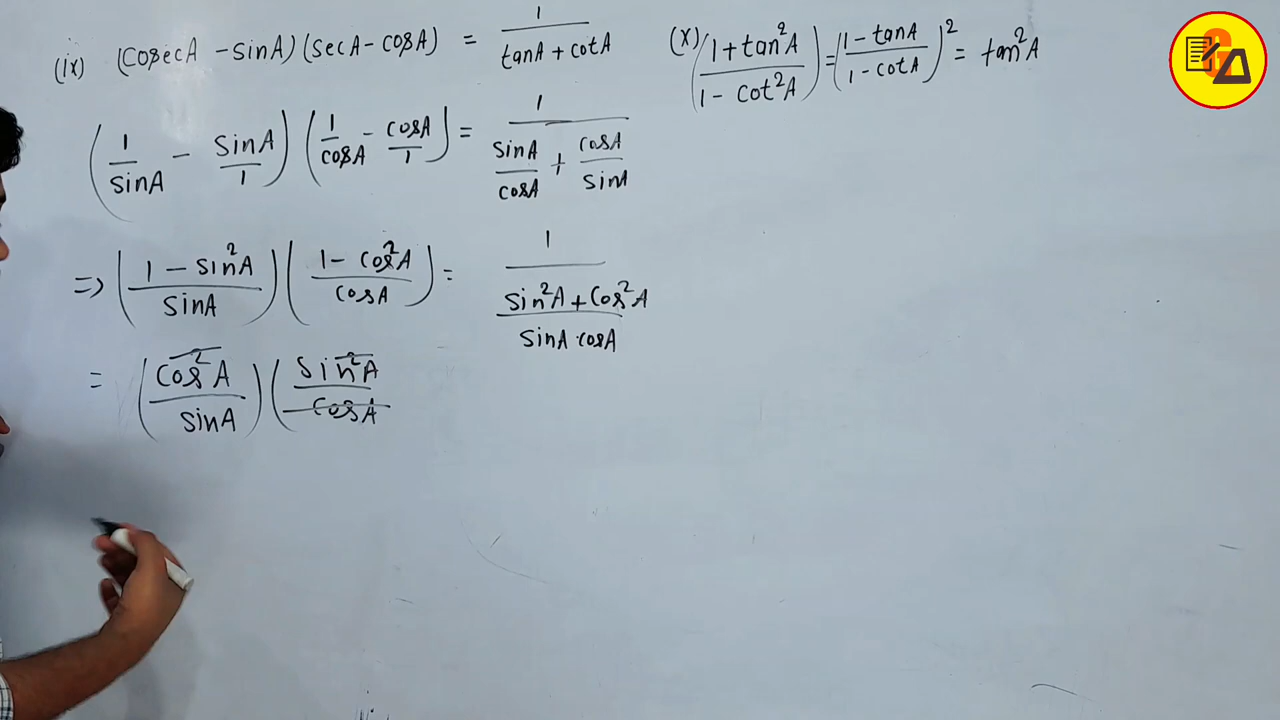 (ix) (CosecA - sinA) (secA - cosA) = 1/(tanA + cotA)
(1/sinA - sinA/1) (1/cosA - cosA/1) = 1/(sinA/cosA + cosA/sinA)
=> ((1 - sin²A)/sinA) ((1 - cos²A)/cosA) = 1/((sin²A + cos²A)/(sinA·cosA))
= (cos²A/sinA) (sin²A/cosA)
(X) ((1 + tan²A)/(1 - cot²A)) = ((1 - tanA)/(1 - cotA))² = tan²A